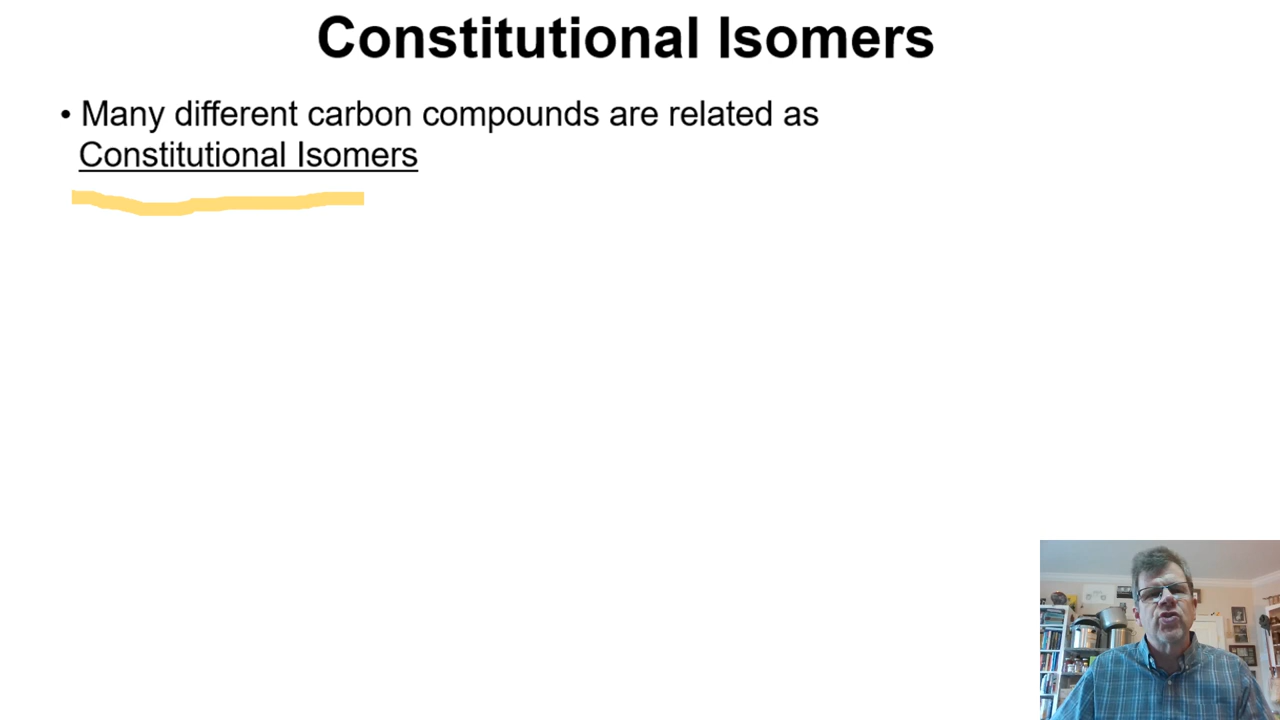 Constitutional Isomers
• Many different carbon compounds are related as
Constitutional Isomers